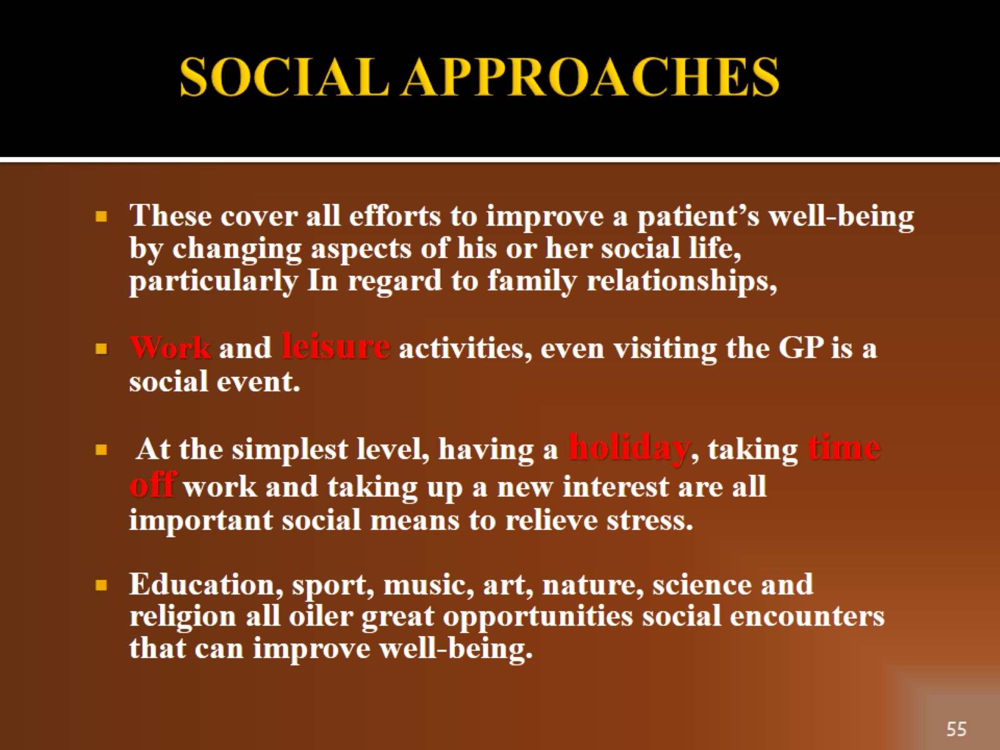 SOCIAL APPROACHES
These cover all efforts to improve a patient’s well-being
by changing aspects of his or her social life,
particularly In regard to family relationships,
Work and leisure activities, even visiting the GP is a
social event.
At the simplest level, having a holiday, taking time
off work and taking up a new interest are all
important social means to relieve stress.
Education, sport, music, art, nature, science and
religion all oiler great opportunities social encounters
that can improve well-being.
55